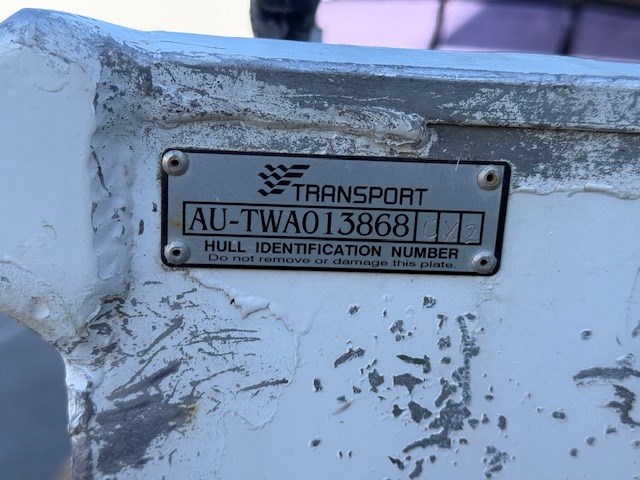 TRANSPORT
AU-TWA013868
HULL IDENTIFICATION NUMBER
Do not remove or damage this plate.